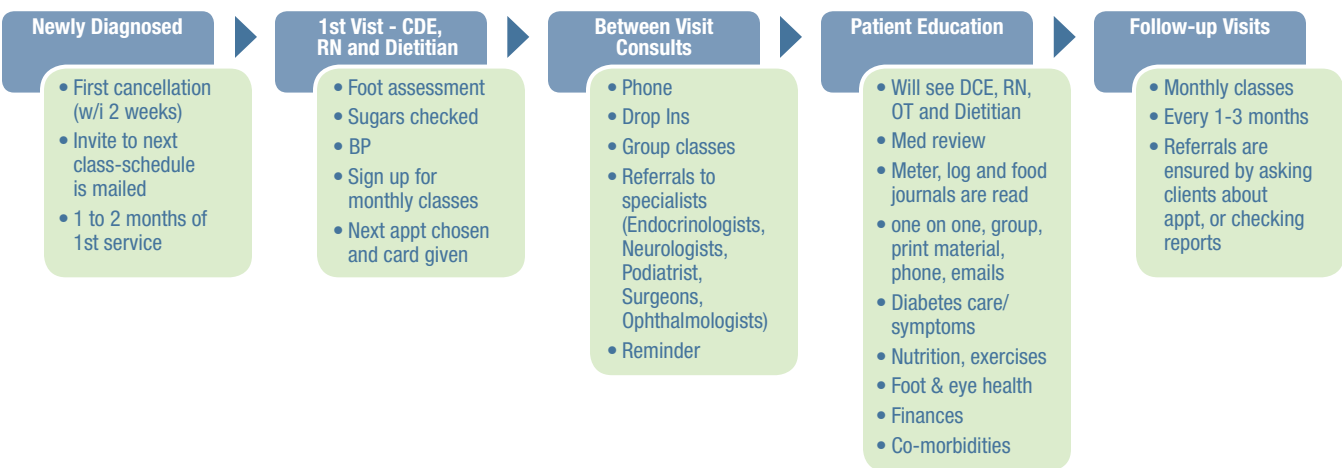 Newly Diagnosed
• First cancellation
(w/i 2 weeks)
• Invite to next
class-schedule
is mailed
• 1 to 2 months of
1st service
1st Vist - CDE,
RN and Dietitian
• Foot assessment
• Sugars checked
• BP
• Sign up for
monthly classes
• Next appt chosen
and card given
Between Visit
Consults
• Phone
• Drop Ins
• Group classes
• Referrals to
specialists
(Endocrinologists,
Neurologists,
Podiatrist,
Surgeons,
Ophthalmologists)
• Reminder
Patient Education
• Will see DCE, RN,
OT and Dietitian
• Med review
• Meter, log and food
journals are read
• one on one, group,
print material,
phone, emails
• Diabetes care/
symptoms
• Nutrition, exercises
• Foot & eye health
• Finances
• Co-morbidities
Follow-up Visits
• Monthly classes
• Every 1-3 months
• Referrals are
ensured by asking
clients about
appt, or checking
reports